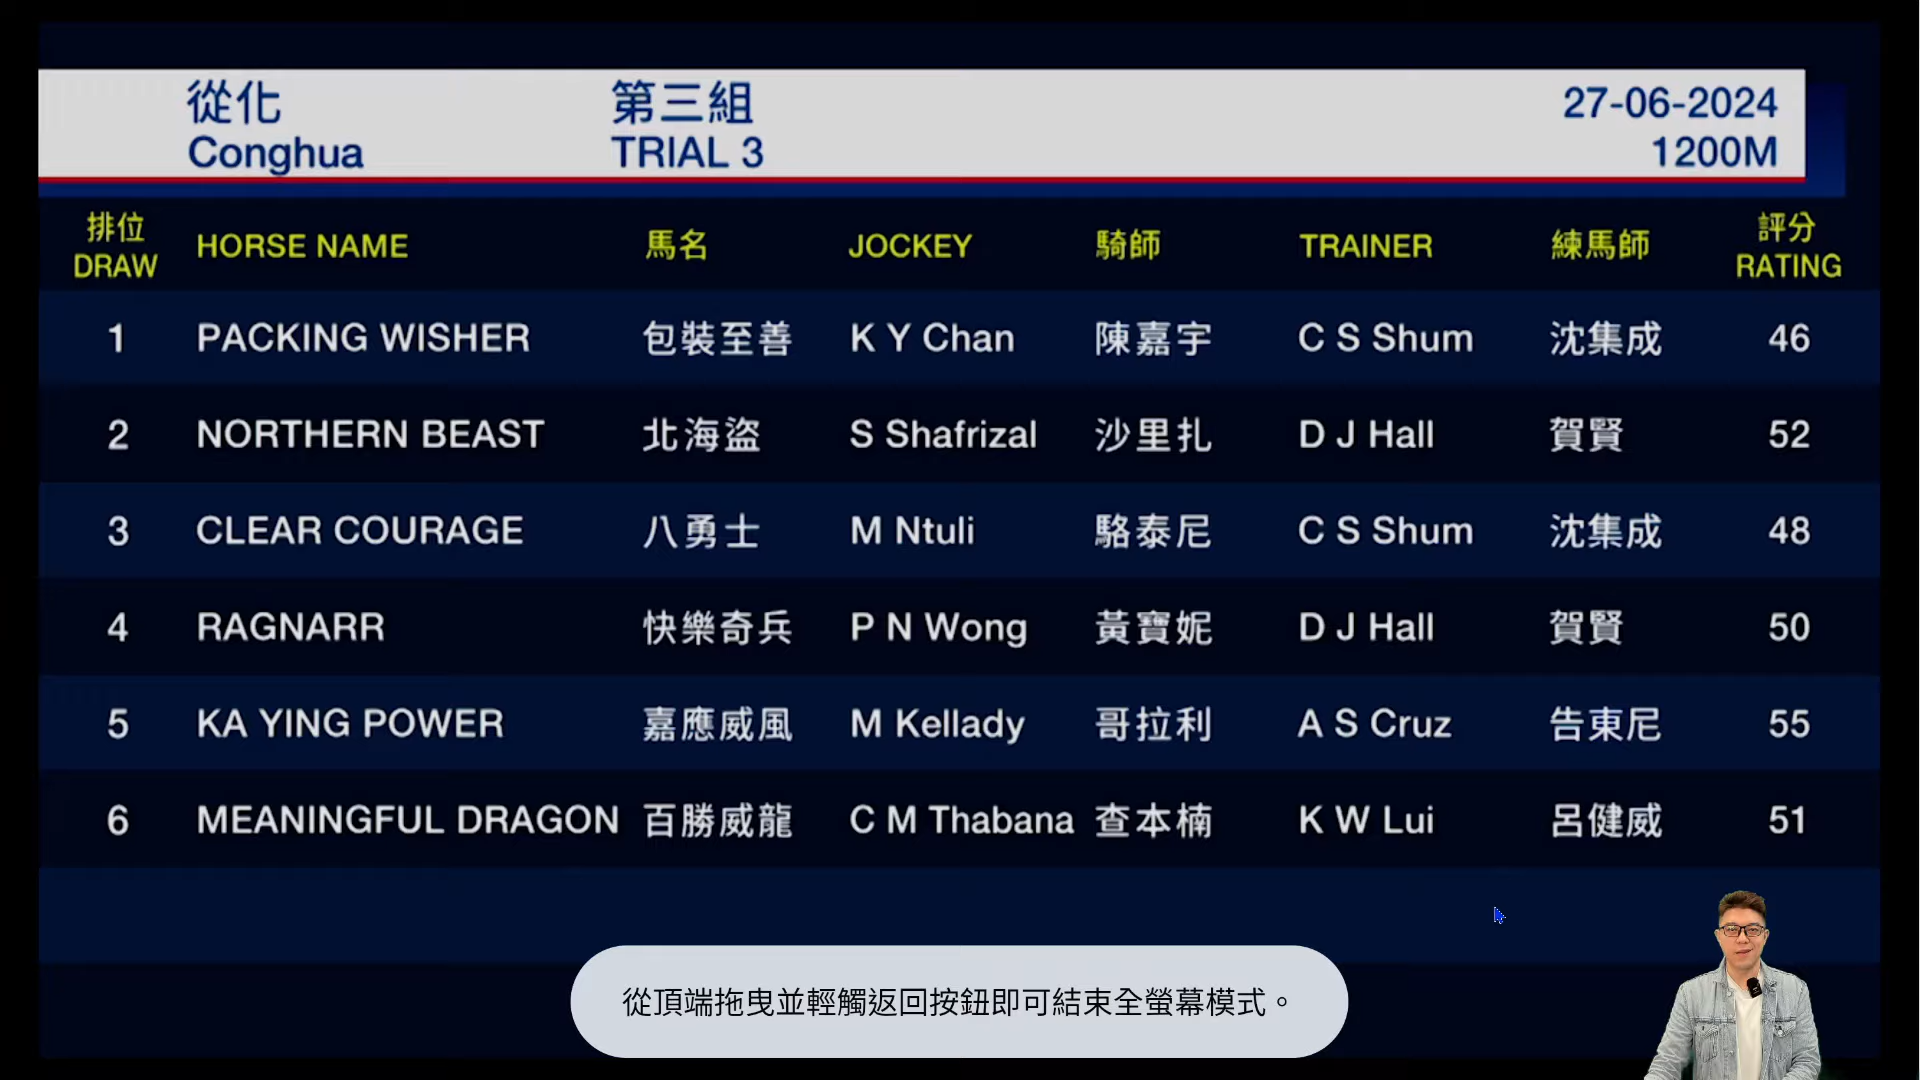 從化 第三組 27-06-2024
Conghua TRIAL 3 1200M
排位 HORSE NAME 馬名 JOCKEY 騎師 TRAINER 練馬師 評分
DRAW RATING
1 PACKING WISHER 包裝至善 K Y Chan 陳嘉宇 C S Shum 沈集成 46
2 NORTHERN BEAST 北海盜 S Shafrizal 沙里扎 D J Hall 賀賢 52
3 CLEAR COURAGE 八勇士 M Ntuli 駱泰尼 C S Shum 沈集成 48
4 RAGNARR 快樂奇兵 P N Wong 黃寶妮 D J Hall 賀賢 50
5 KA YING POWER 嘉應威風 M Kellady 哥拉利 A S Cruz 告東尼 55
6 MEANINGFUL DRAGON 百勝威龍 C M Thabana 查本楠 K W Lui 呂健威 51
從頂端拖曳並輕觸返回按鈕即可結束全螢幕模式。